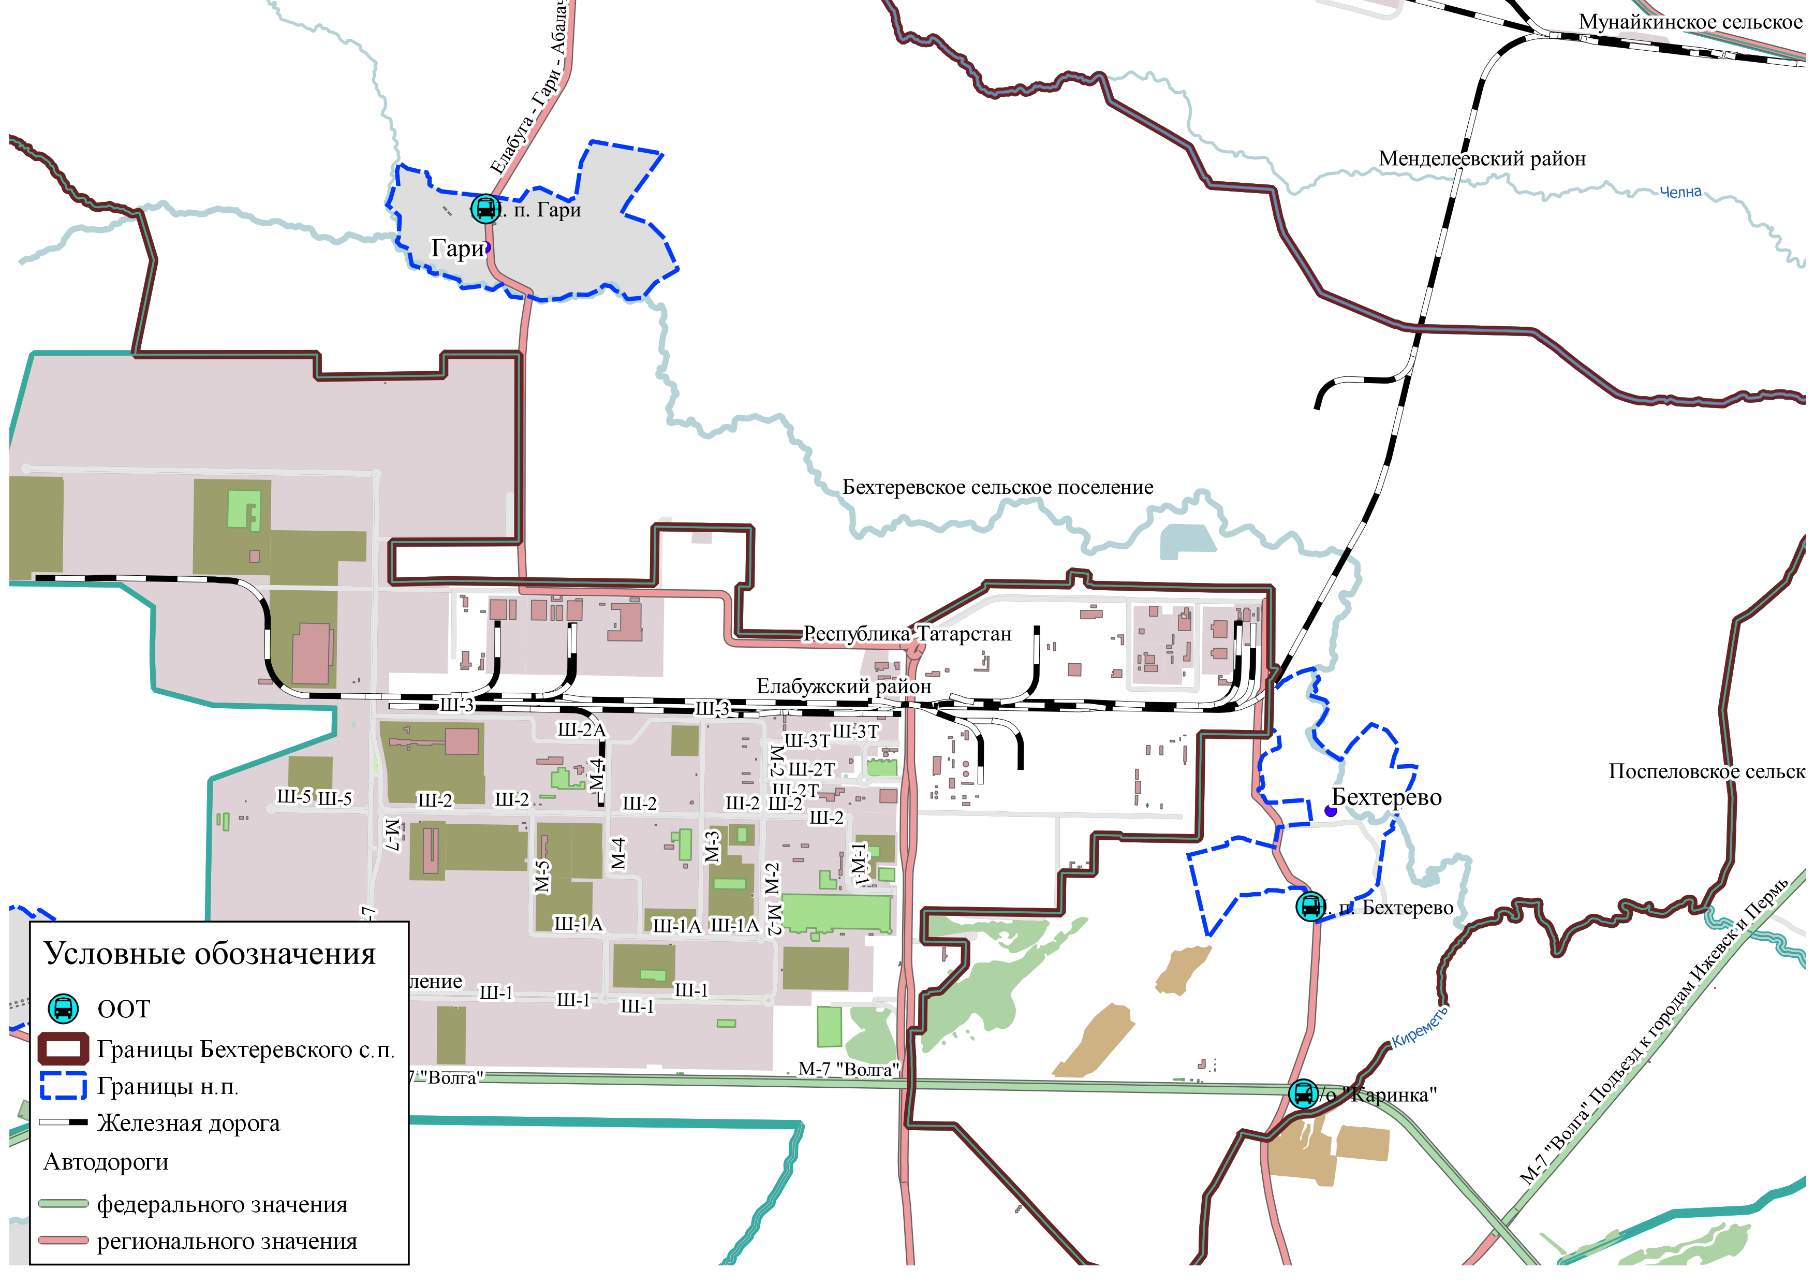 Мунайкинское сельское
Елабуга - Гари - Абалач
Менделеевский район
Челна
п. Гари
Гари
Бехтеревское сельское поселение
Республика Татарстан
Елабужский район
Ш-3
Ш-3
Ш-2А
Ш-3Т
Ш-3Т
М-2
Ш-2Т
Ш-2Т
М-4
Ш-5
Ш-5
Ш-2
Ш-2
Ш-2
Ш-2
Ш-2
Ш-2
Поспеловское сельск
Бехтерево
М-7
М-5
М-4
М-3
М-2
М-1
М-2
-1
-7
Ш-1А
Ш-1А
Ш-1А
п. Бехтерево
Ш-1
Ш-1
Ш-1
Ш-1
ление
Киреметь
М-7 "Волга" Подъезд к городам Ижевск и Пермь
7 "Волга"
М-7 "Волга"
/о "Каринка"
Условные обозначения
ООТ
Границы Бехтеревского с.п.
Границы н.п.
Железная дорога
Автодороги
федерального значения
регионального значения